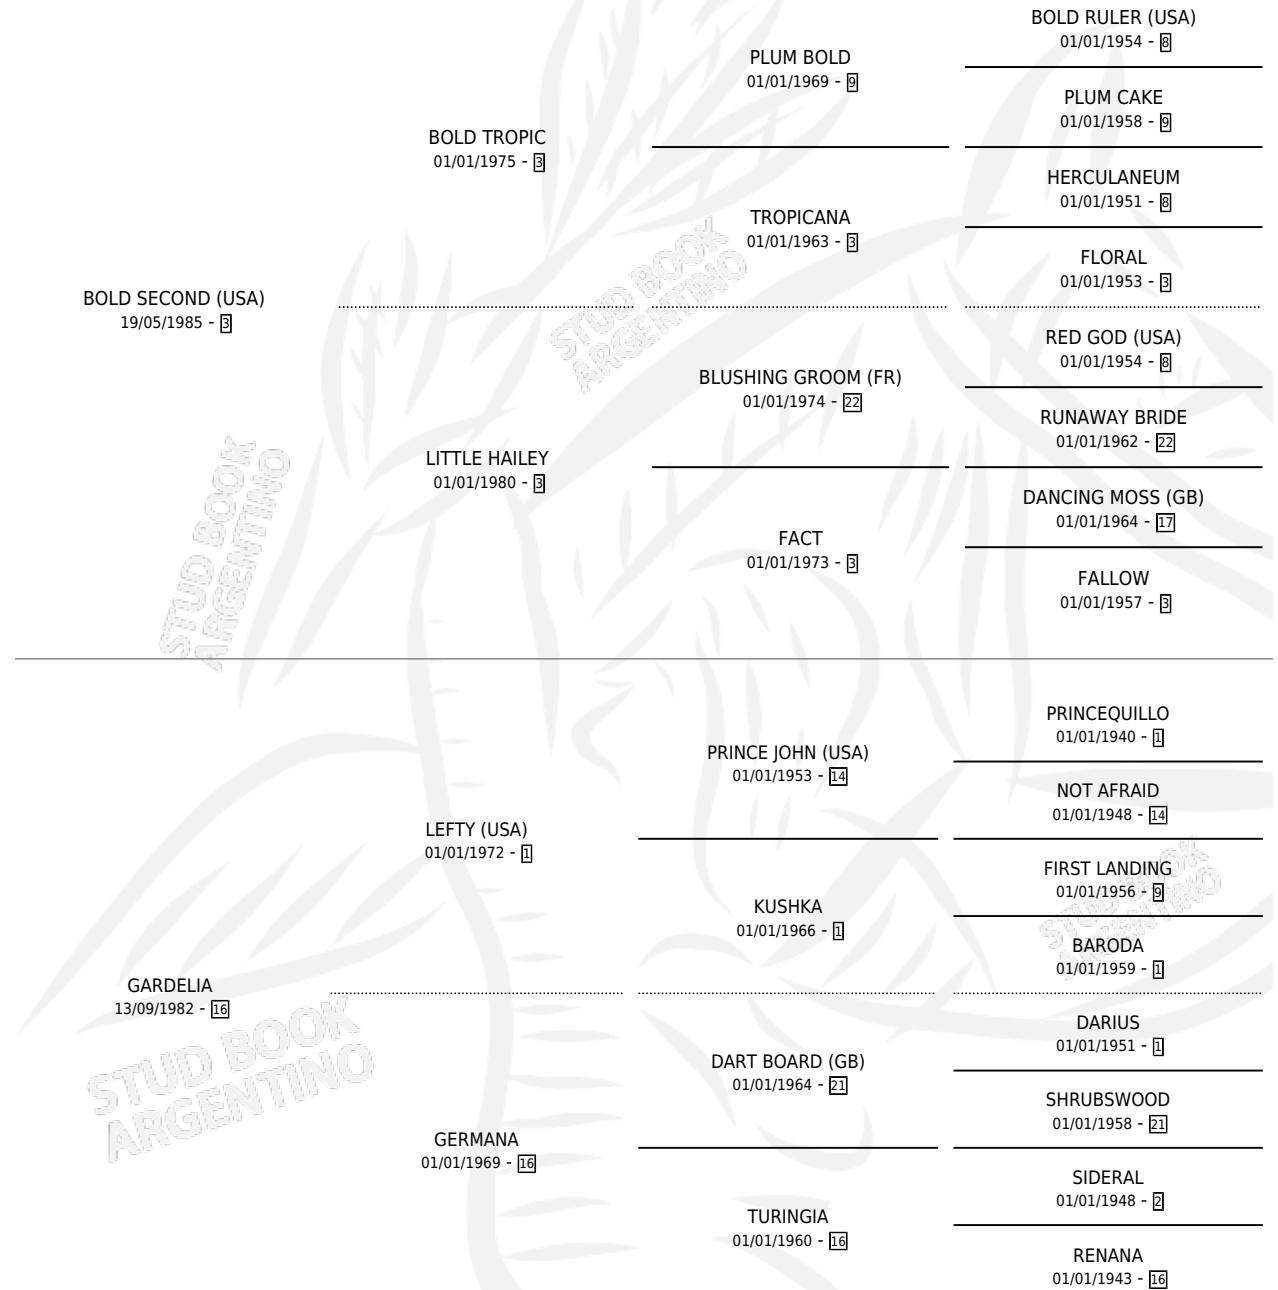 BOLD RULER (USA)
01/01/1954 - 8
PLUM BOLD
01/01/1969 - 9
PLUM CAKE
01/01/1958 - 9
BOLD TROPIC
01/01/1975 - 3
HERCULANEUM
01/01/1951 - 8
TROPICANA
01/01/1963 - 3
FLORAL
01/01/1953 - 3
BOLD SECOND (USA)
19/05/1985 - 3
RED GOD (USA)
01/01/1954 - 8
BLUSHING GROOM (FR)
01/01/1974 - 22
RUNAWAY BRIDE
01/01/1962 - 22
LITTLE HAILEY
01/01/1980 - 3
DANCING MOSS (GB)
01/01/1964 - 17
FACT
01/01/1973 - 3
FALLOW
01/01/1957 - 3
PRINCEQUILLO
01/01/1940 - 1
PRINCE JOHN (USA)
01/01/1953 - 14
NOT AFRAID
01/01/1948 - 14
LEFTY (USA)
01/01/1972 - 1
FIRST LANDING
01/01/1956 - 9
KUSHKA
01/01/1966 - 1
BARODA
01/01/1959 - 1
GARDELIA
13/09/1982 - 16
DARIUS
01/01/1951 - 1
DART BOARD (GB)
01/01/1964 - 21
SHRUBSWOOD
01/01/1958 - 21
GERMANA
01/01/1969 - 16
SIDERAL
01/01/1948 - 2
TURINGIA
01/01/1960 - 16
RENANA
01/01/1943 - 16
STUD BOOK
ARGENTINO
STUD BOOK
ARGENTINO
STUD BOOK
ARGENTINO
STUD BOOK
ARGENTINO